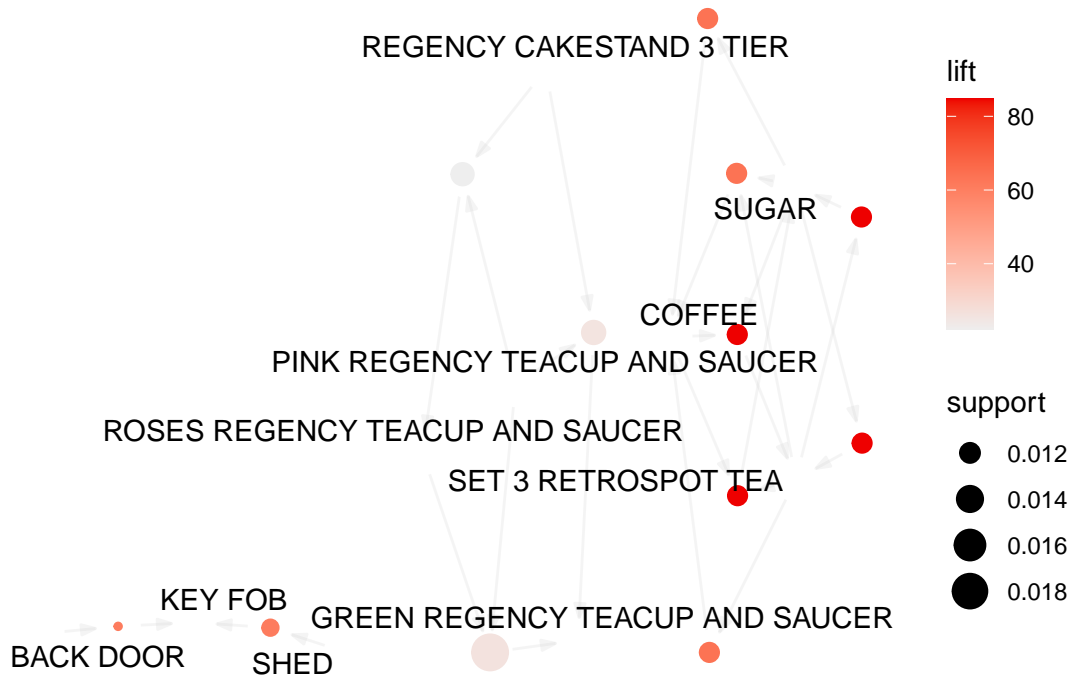 REGENCY CAKESTAND 3 TIER
SUGAR
COFFEE
PINK REGENCY TEACUP AND SAUCER
ROSES REGENCY TEACUP AND SAUCER
SET 3 RETROSPOT TEA
KEY FOB
GREEN REGENCY TEACUP AND SAUCER
BACK DOOR
SHED
lift
80
60
40
support
0.012
0.014
0.016
0.018